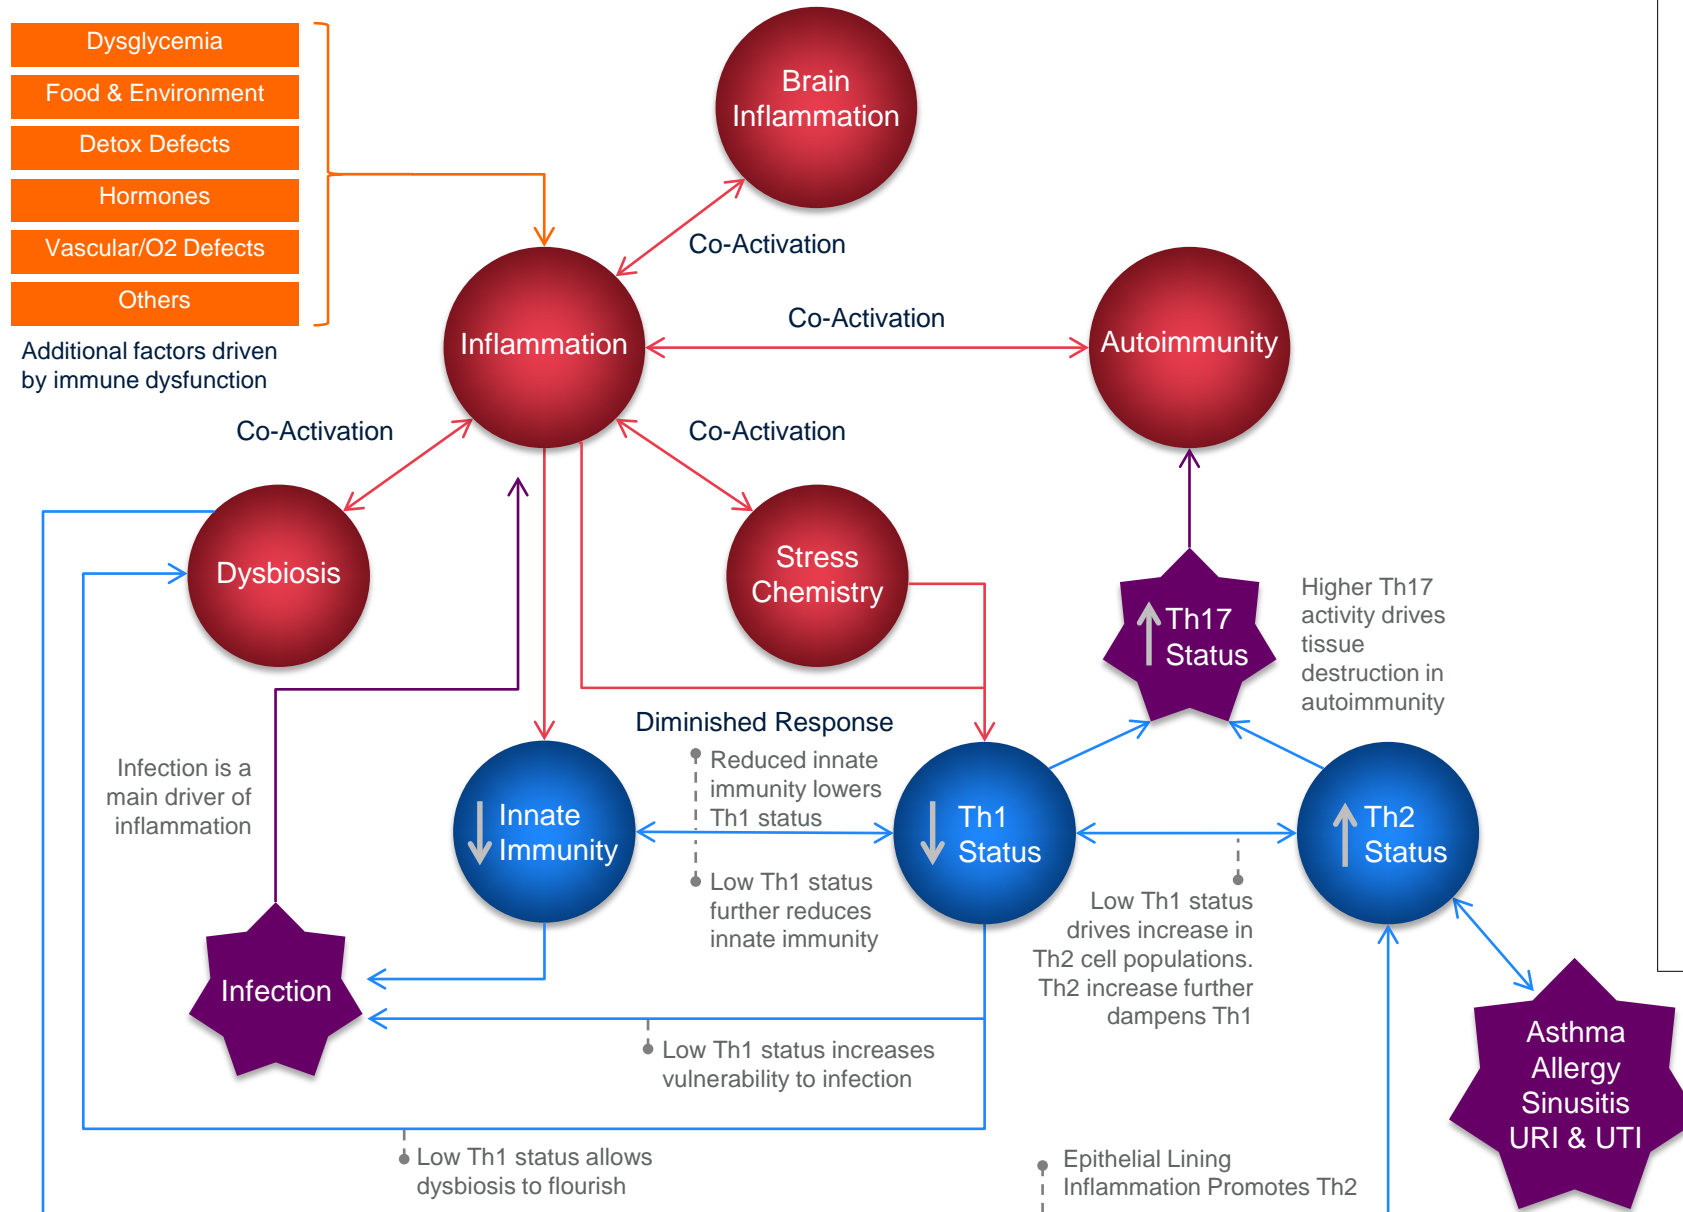 Dysglycemia
Food & Environment
Detox Defects
Hormones
Vascular/O2 Defects
Others
Additional factors driven
by immune dysfunction
Brain
Inflammation
Co-Activation
Inflammation
Co-Activation
Autoimmunity
Co-Activation
Co-Activation
Dysbiosis
Stress
Chemistry
Th17
Status
Higher Th17
activity drives
tissue
destruction in
autoimmunity
Infection is a
main driver of
inflammation
Diminished Response
Reduced innate
immunity lowers
Th1 status
Innate
Immunity
Th1
Status
Th2
Status
Low Th1 status
further reduces
innate immunity
Low Th1 status
drives increase in
Th2 cell populations.
Th2 increase further
dampens Th1
Infection
Low Th1 status increases
vulnerability to infection
Asthma
Allergy
Sinusitis
URI & UTI
Low Th1 status allows
dysbiosis to flourish
Epithelial Lining
Inflammation Promotes Th2